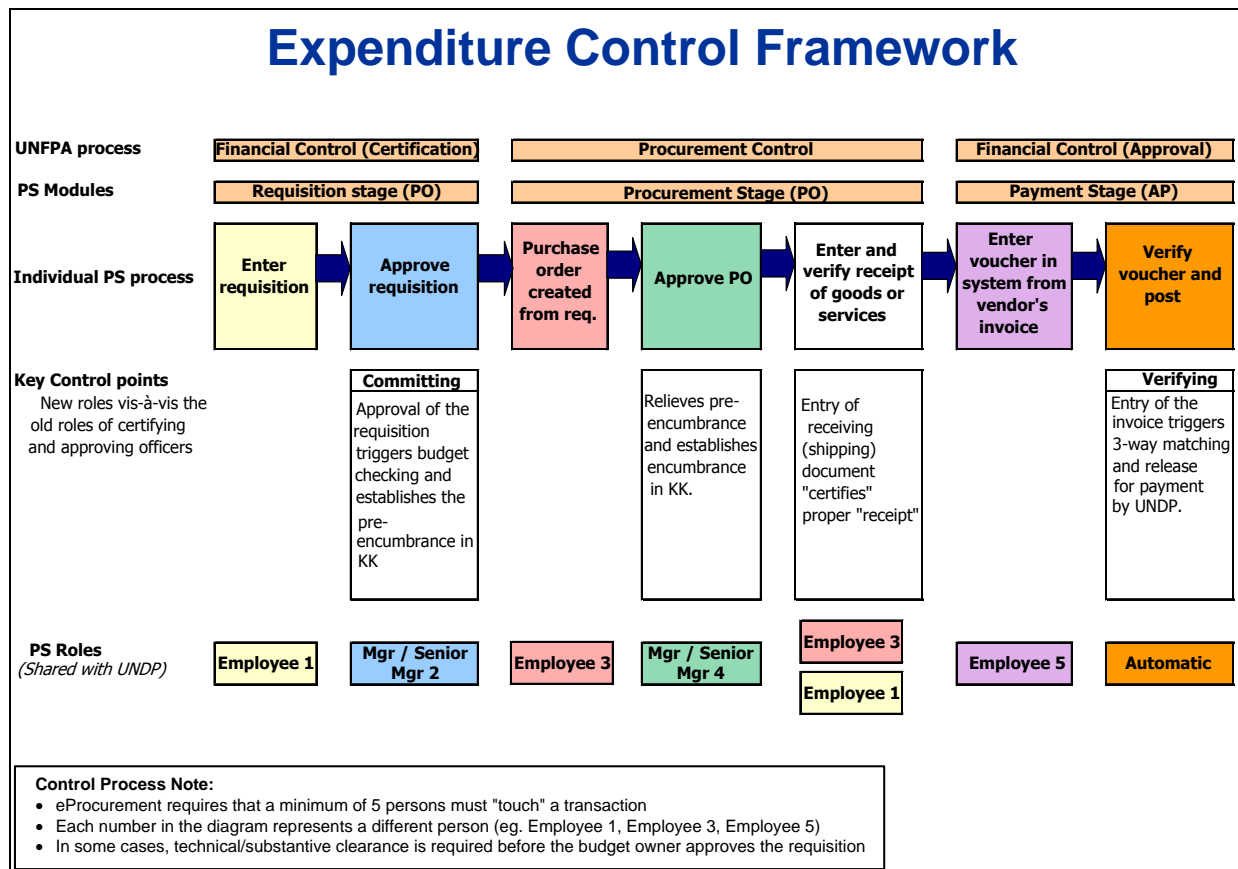 Expenditure Control Framework
UNFPA process
Financial Control (Certification)
Procurement Control
Financial Control (Approval)
PS Modules
Requisition stage (PO)
Procurement Stage (PO)
Payment Stage (AP)
Individual PS process
Enter
requisition
Approve
requisition
Purchase
order
created
from req.
Approve PO
Enter and
verify receipt
of goods or
services
Enter
voucher in
system from
vendor's
invoice
Verify
voucher and
post
Key Control points
New roles vis-à-vis the
old roles of certifying
and approving officers
Committing
Approval of the
requisition
triggers budget
checking and
establishes the
pre-
encumbrance in
KK
Relieves pre-
encumbrance
and establishes
encumbrance
in KK.
Entry of
receiving
(shipping)
document
"certifies"
proper "receipt"
Verifying
Entry of the
invoice triggers
3-way matching
and release
for payment
by UNDP.
PS Roles
(Shared with UNDP)
Employee 1
Mgr / Senior
Mgr 2
Employee 3
Mgr / Senior
Mgr 4
Employee 3
Employee 1
Employee 5
Automatic
Control Process Note:
• eProcurement requires that a minimum of 5 persons must "touch" a transaction
• Each number in the diagram represents a different person (eg. Employee 1, Employee 3, Employee 5)
• In some cases, technical/substantive clearance is required before the budget owner approves the requisition